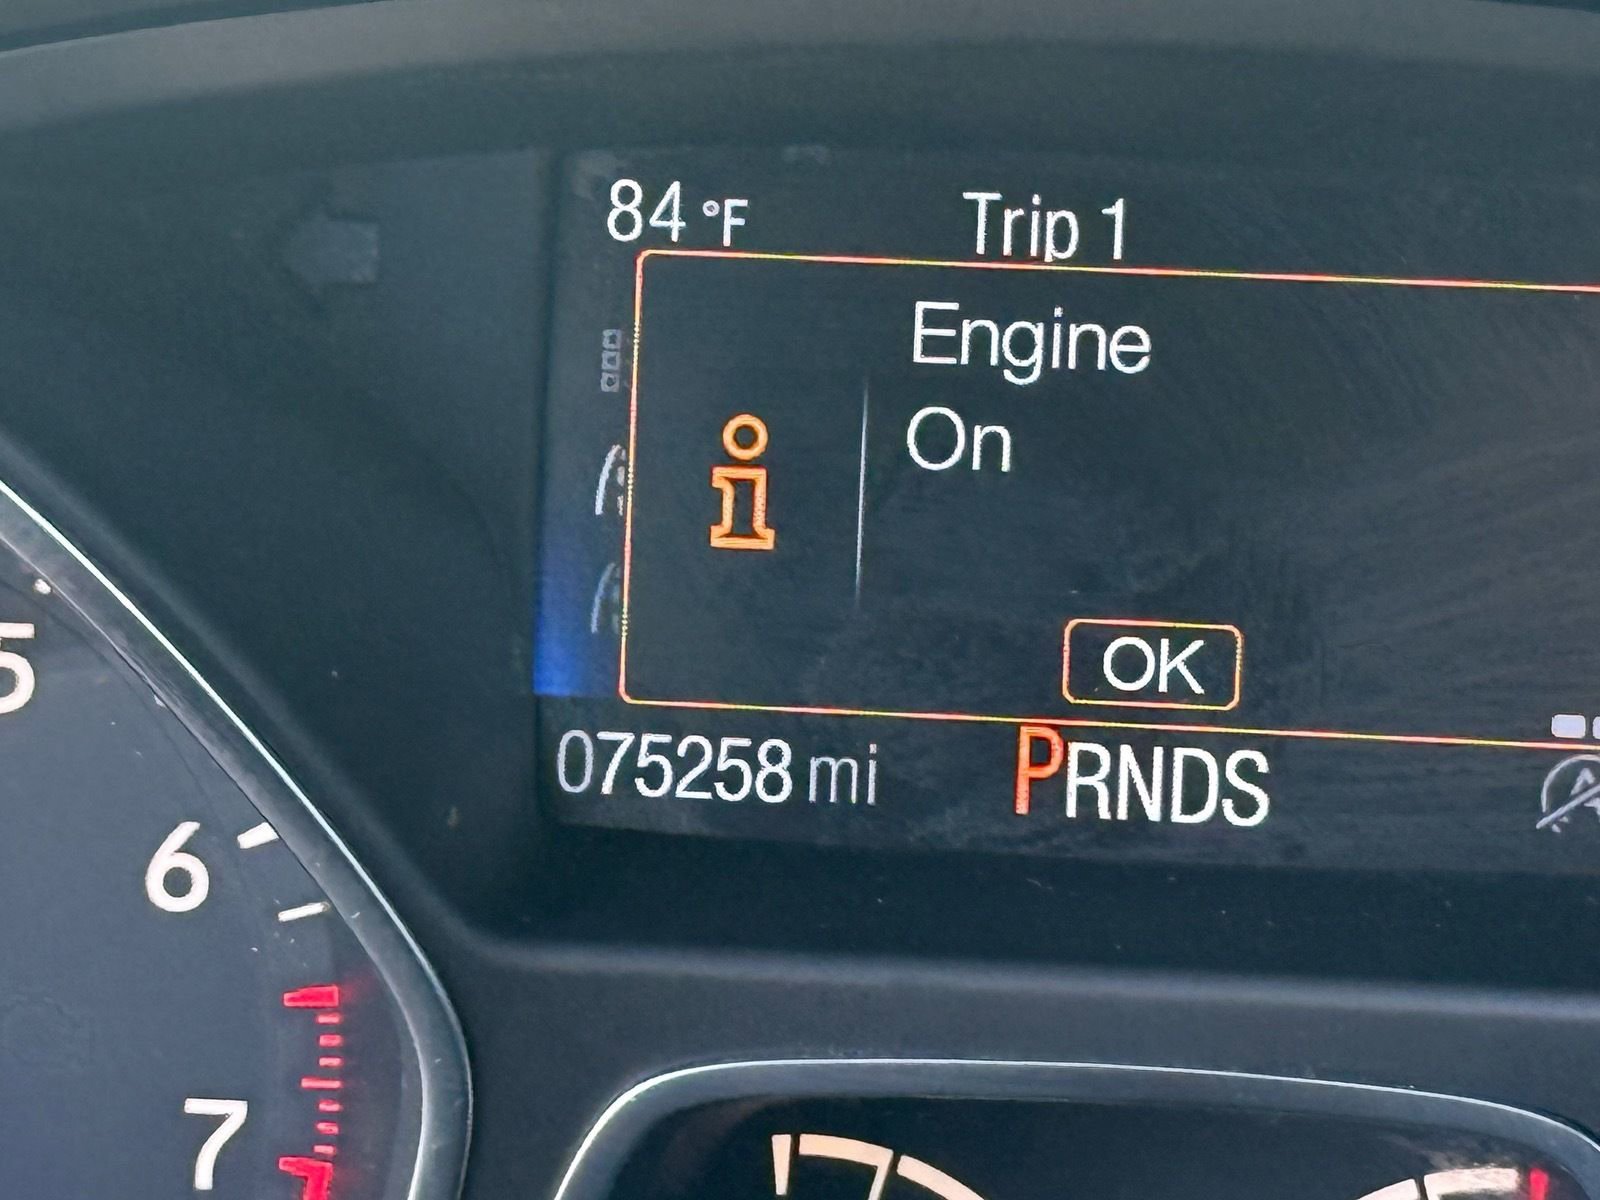 84 °F Trip 1
Engine
On
OK
075258 mi PRNDS
5
6
7